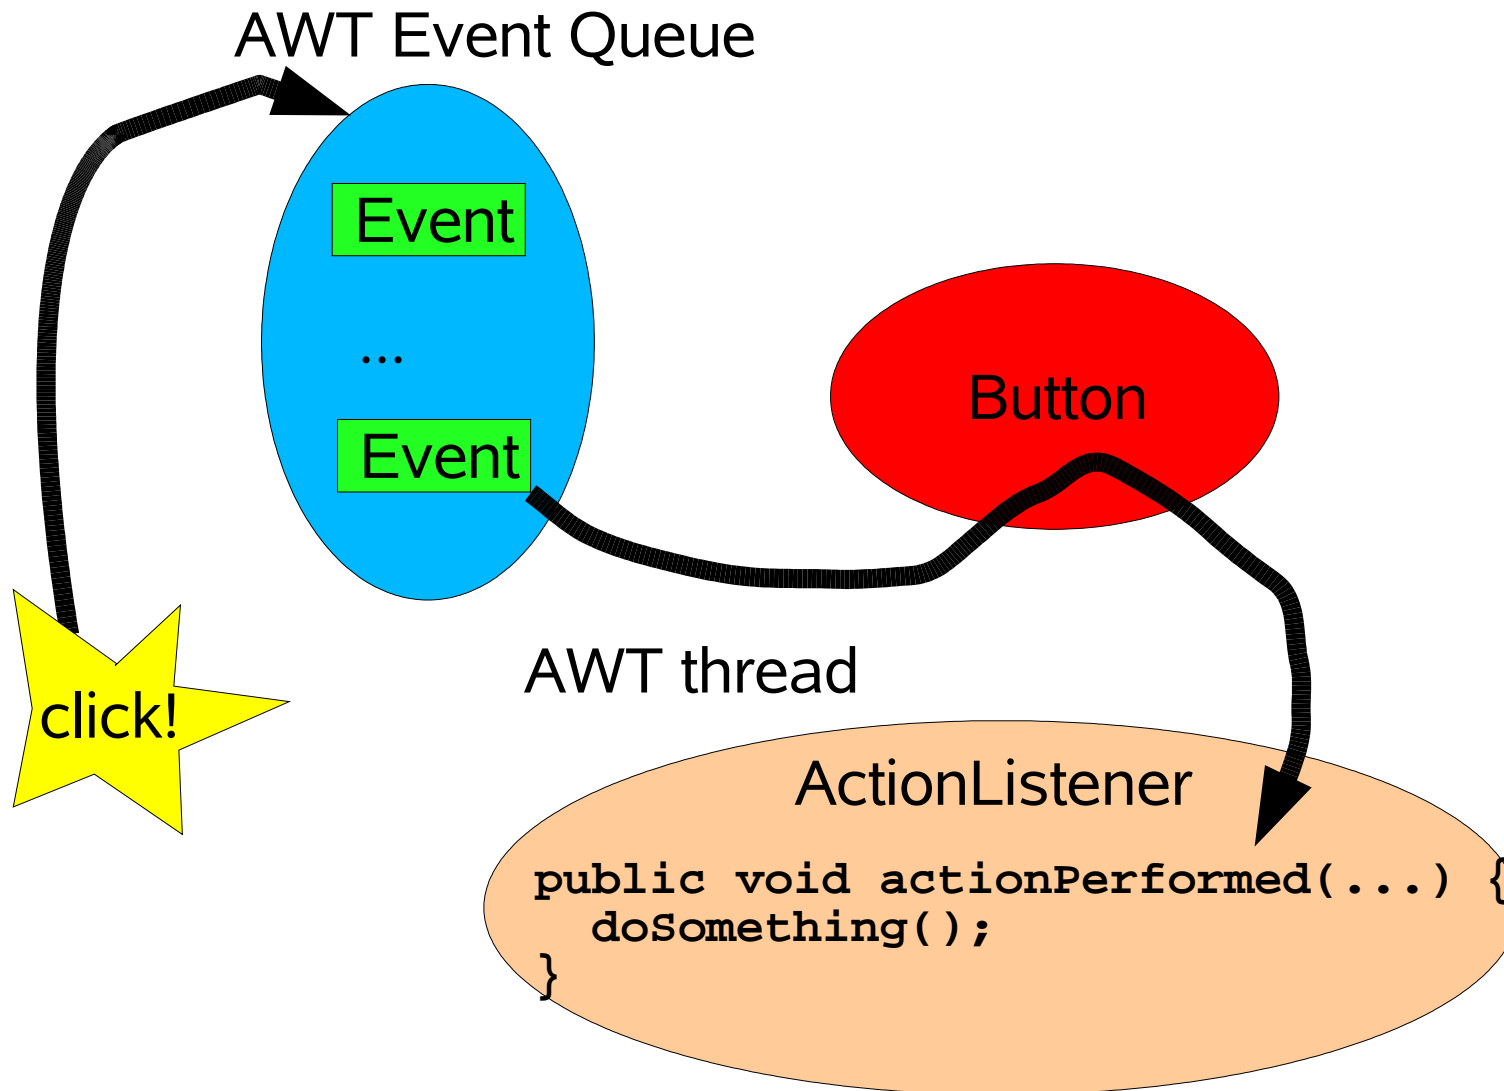 AWT Event Queue
Event
...
Event
Button
click!
AWT thread
ActionListener
public void actionPerformed(...) {
  doSomething();
}